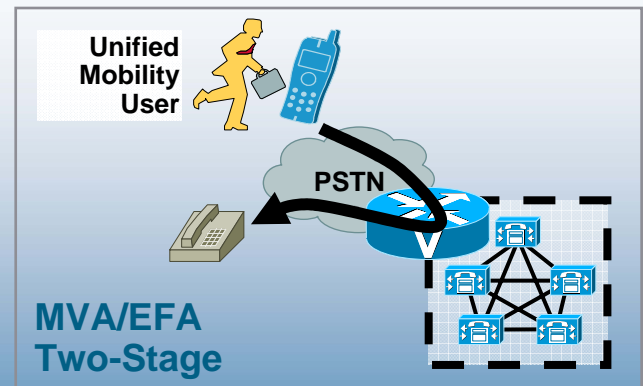 Unified
Mobility
User
PSTN
V
MVA/EFA
Two-Stage